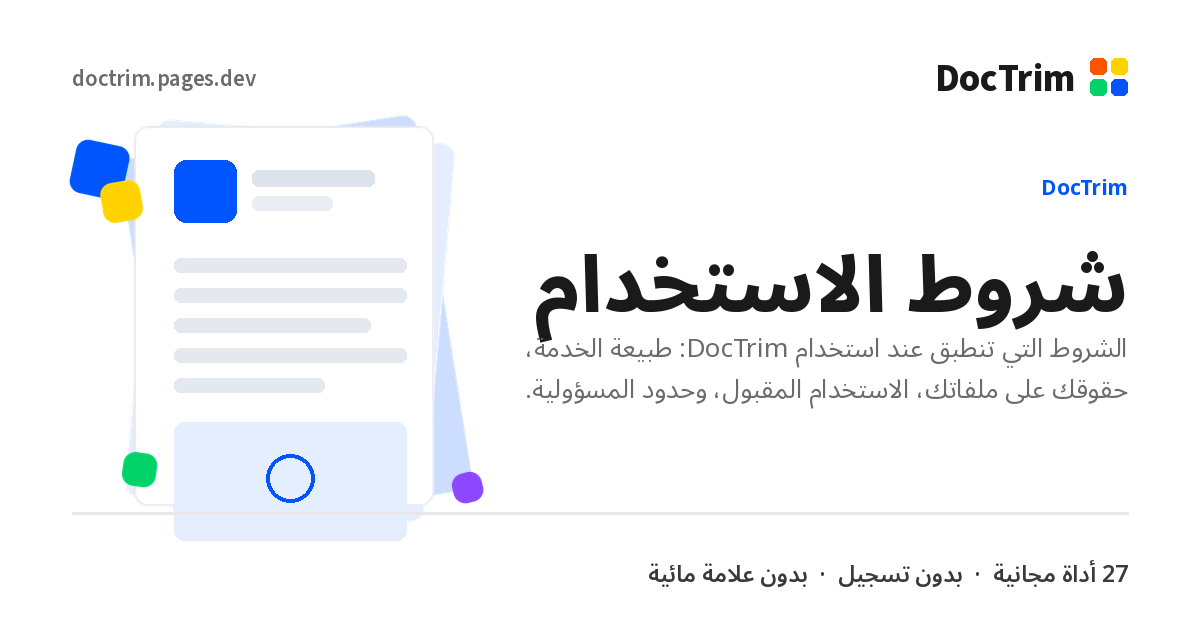 DocTrim
doctrim.pages.dev
DocTrim
شروط الاستخدام
الشروط التي تنطبق عند استخدام DocTrim: طبيعة الخدمة،
حقوقك على ملفاتك، الاستخدام المقبول، وحدود المسؤولية.
27 أداة مجانية · بدون تسجيل · بدون علامة مائية